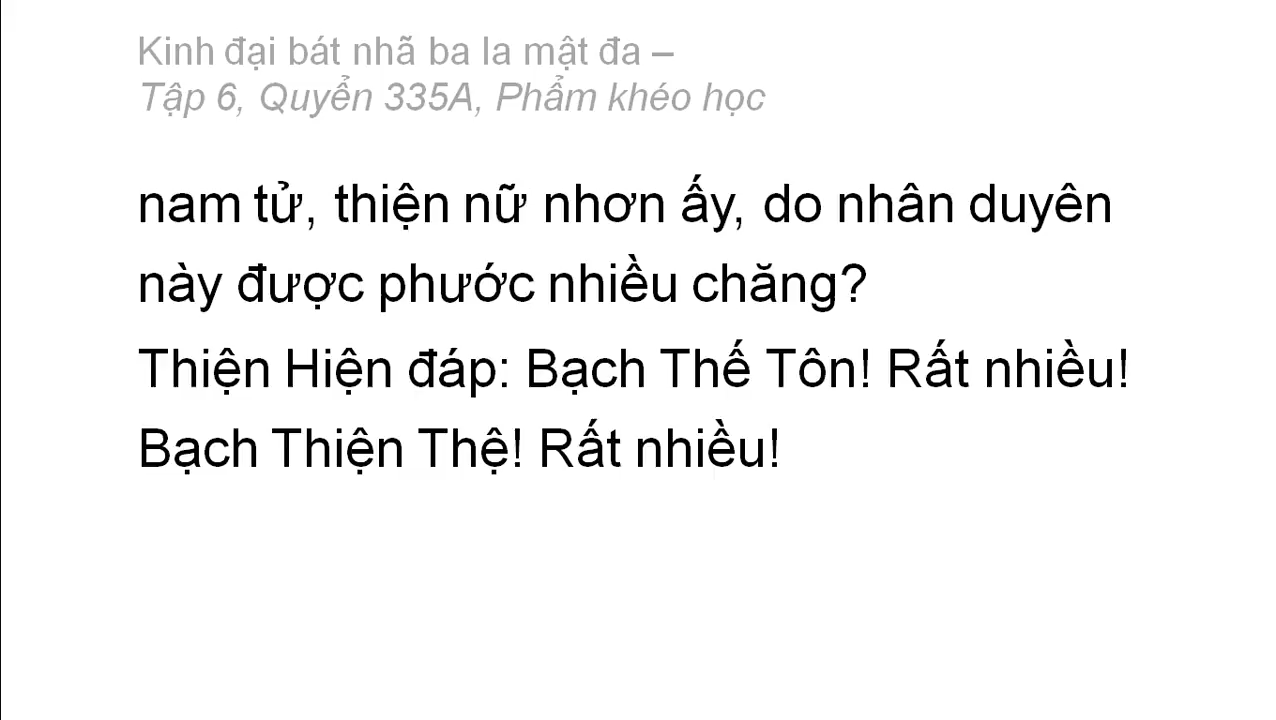 Kinh đại bát nhã ba la mật đa –
Tập 6, Quyển 335A, Phẩm khéo học
nam tử, thiện nữ nhơn ấy, do nhân duyên
này được phước nhiều chăng?
Thiện Hiện đáp: Bạch Thế Tôn! Rất nhiều!
Bạch Thiện Thệ! Rất nhiều!